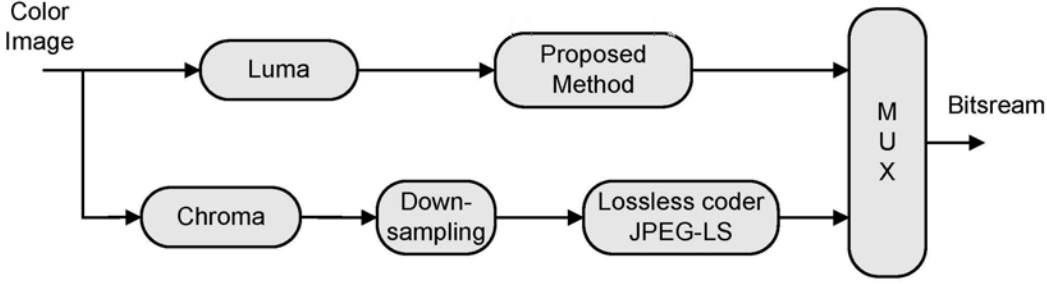 Color
Image
Luma
Proposed
Method
M
U
X
Bitsream
Chroma
Down-
sampling
Lossless coder
JPEG-LS